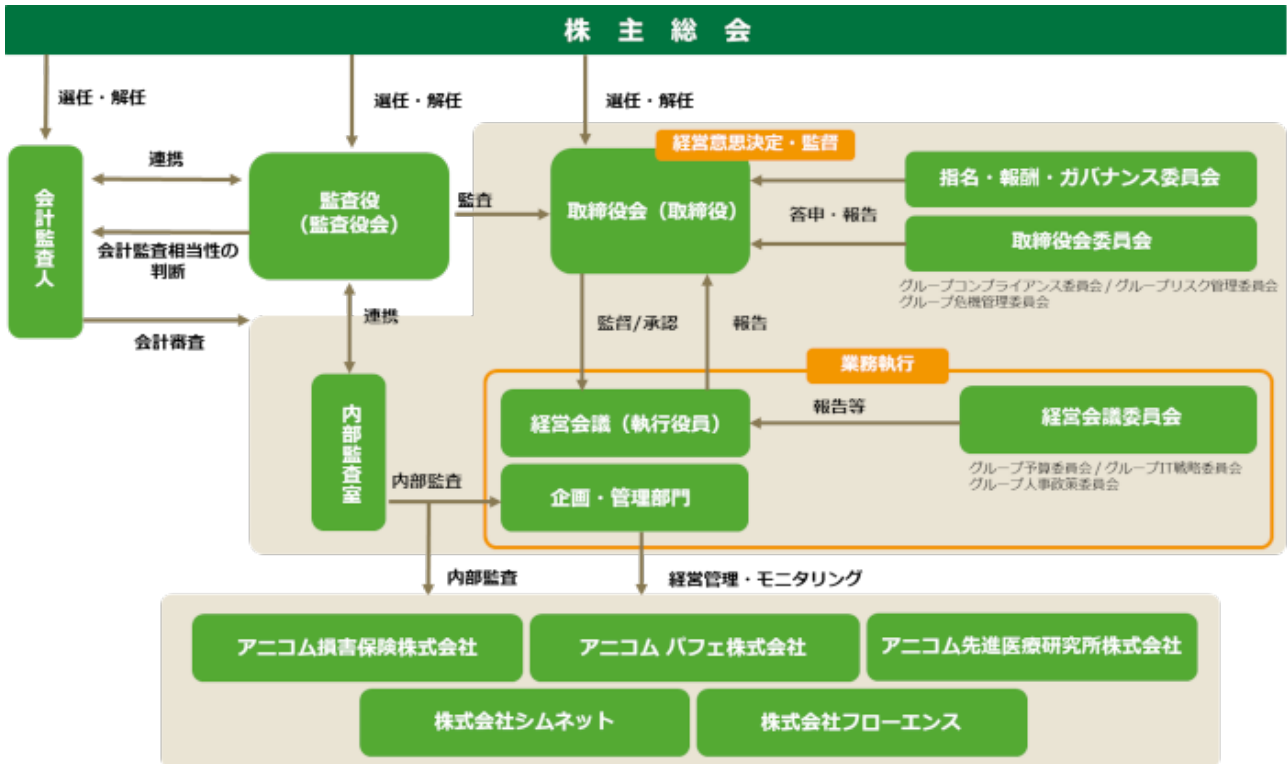 株主総会
選任・解任
選任・解任
選任・解任
会計監査人
連携
会計監査相当性の
判断
会計審査
監査役
(監査役会)
監査
経営意思決定・監督
取締役会(取締役)
答申・報告
指名・報酬・ガバナンス委員会
取締役会委員会
グループコンプライアンス委員会 / グループリスク管理委員会
グループ危機管理委員会
連携
監督/承認
報告
業務執行
内部監査室
内部監査
経営会議(執行役員)
報告等
経営会議委員会
グループ予算委員会 / グループIT戦略委員会
グループ人事政策委員会
企画・管理部門
内部監査
経営管理・モニタリング
アニコム損害保険株式会社
アニコム パフェ株式会社
アニコム先進医療研究所株式会社
株式会社シムネット
株式会社フローエンス